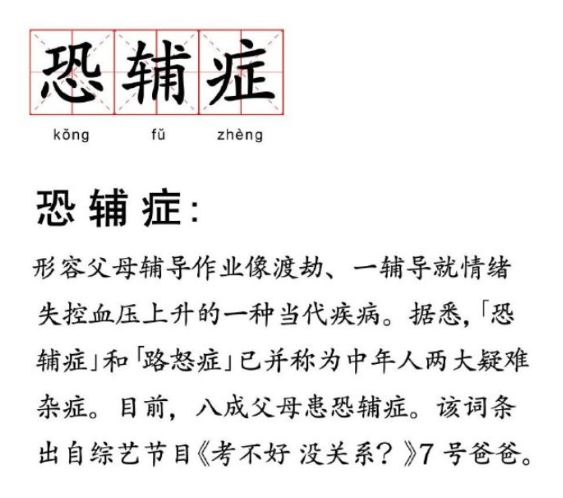 恐辅症
kǒng fǔ zhèng
恐辅症：
形容父母辅导作业像渡劫、一辅导就情绪
失控血压上升的一种当代疾病。据悉，「恐
辅症」和「路怒症」已并称为中年人两大疑难
杂症。目前，八成父母患恐辅症。该词条
出自综艺节目《考不好 没关系？》7 号爸爸。